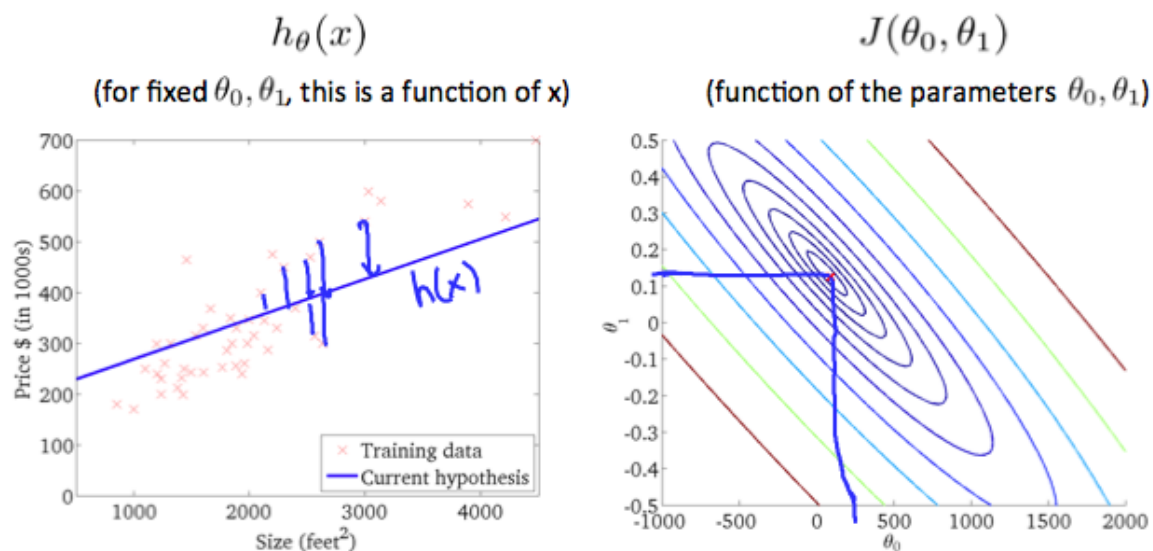 hθ(x)
(for fixed θ0, θ1, this is a function of x)
700
600
500
400
300
200
100
0
Price $ (in 1000s)
h(x)
Training data
Current hypothesis
1000
2000
3000
4000
Size (feet²)
J(θ0, θ1)
(function of the parameters θ0, θ1)
0.5
0.4
0.3
0.2
0.1
0
-0.1
-0.2
-0.3
-0.4
-0.5
θ1
-1000
-500
0
500
1000
1500
2000
θ0